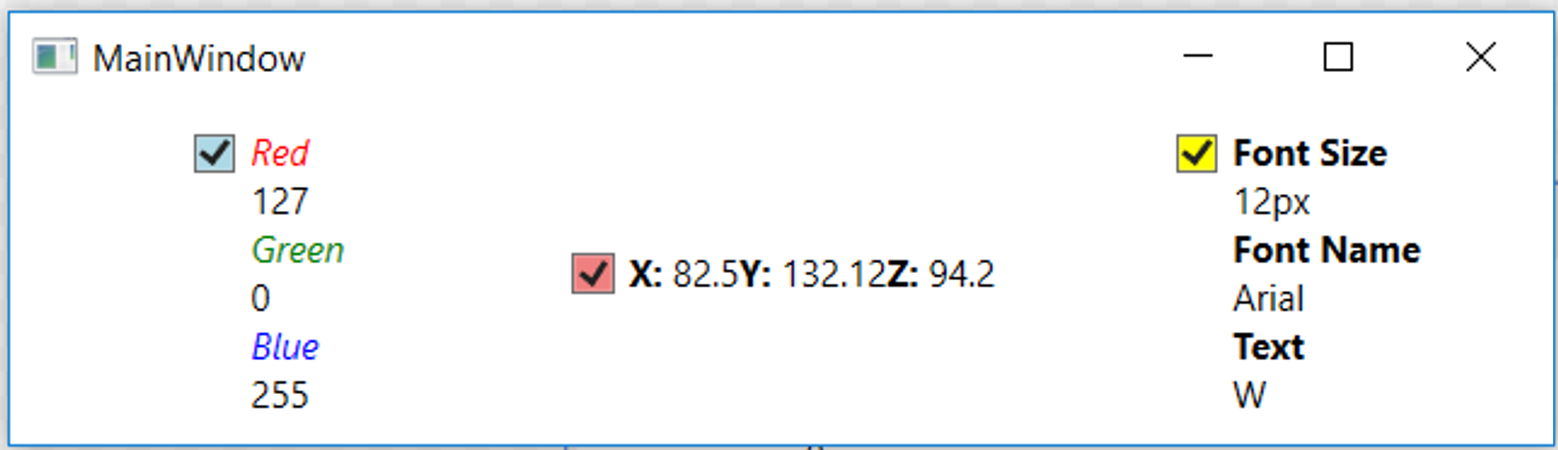 MainWindow
Red
127
Green
0
Blue
255
X: 82.5Y: 132.12Z: 94.2
Font Size
12px
Font Name
Arial
Text
W